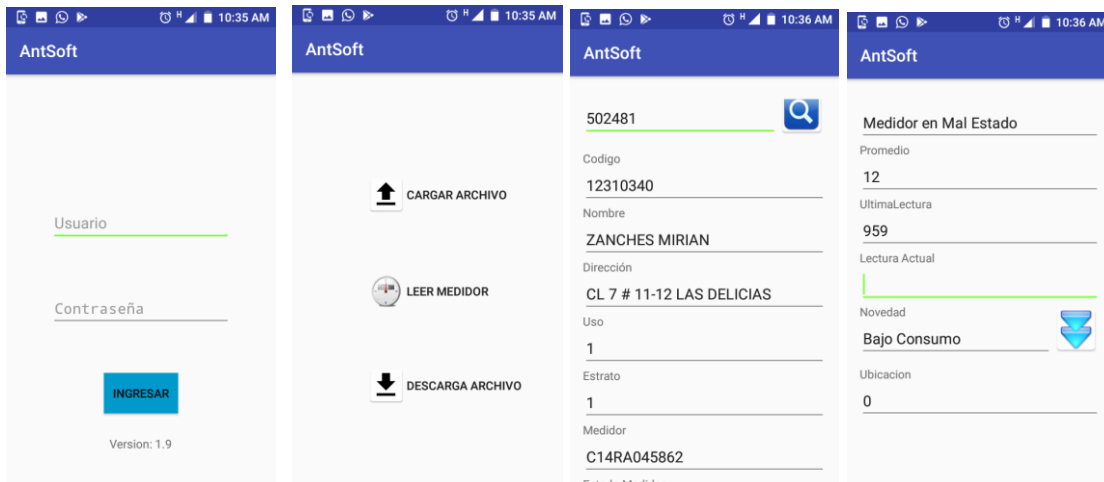 H 10:35 AM
AntSoft
Usuario
Contraseña
INGRESAR
Version: 1.9
H 10:35 AM
AntSoft
CARGAR ARCHIVO
LEER MEDIDOR
DESCARGA ARCHIVO
H 10:36 AM
AntSoft
502481
Codigo
12310340
Nombre
ZANCHES MIRIAN
Dirección
CL 7 # 11-12 LAS DELICIAS
Uso
1
Estrato
1
Medidor
C14RA045862
H 10:36 AM
AntSoft
Medidor en Mal Estado
Promedio
12
UltimaLectura
959
Lectura Actual
Novedad
Bajo Consumo
Ubicacion
0